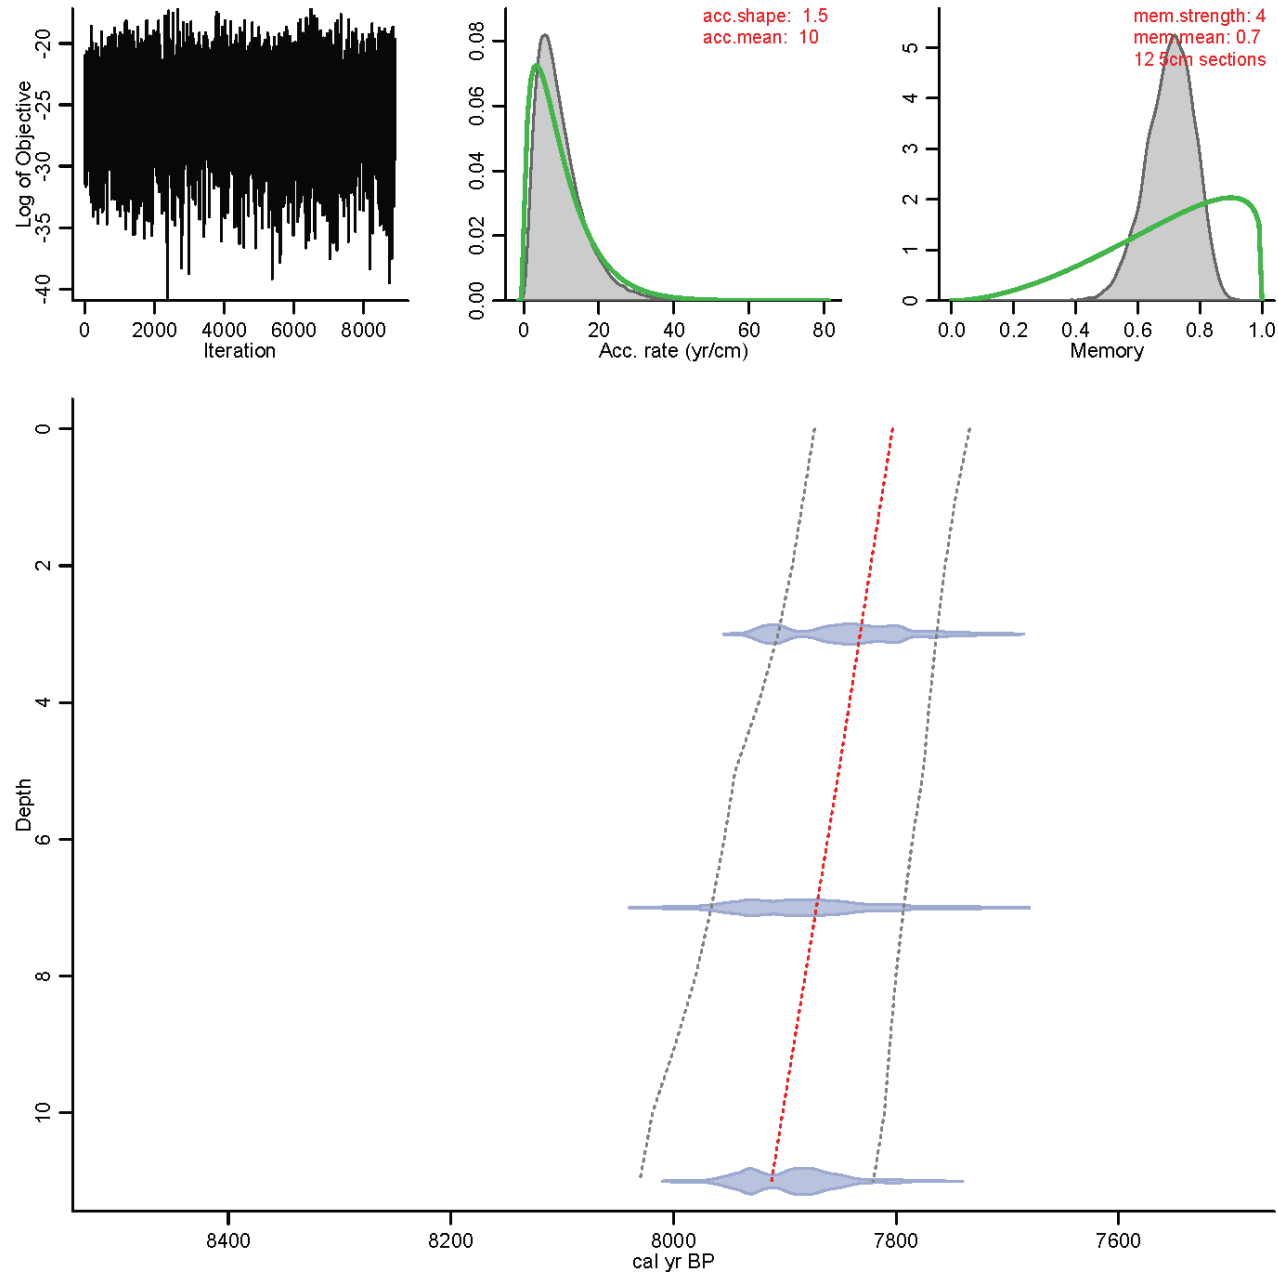 -20
-25
-30
-35
-40
Log of Objective
0 2000 4000 6000 8000
Iteration
0.08
0.06
0.04
0.02
0.00
acc.shape: 1.5
acc.mean: 10
0 20 40 60 80
Acc. rate (yr/cm)
5
4
3
2
1
0
mem.strength: 4
mem.mean: 0.7
12 5cm sections
0.0 0.2 0.4 0.6 0.8 1.0
Memory
0
2
4
6
8
10
Depth
8400 8200 8000 7800 7600
cal yr BP